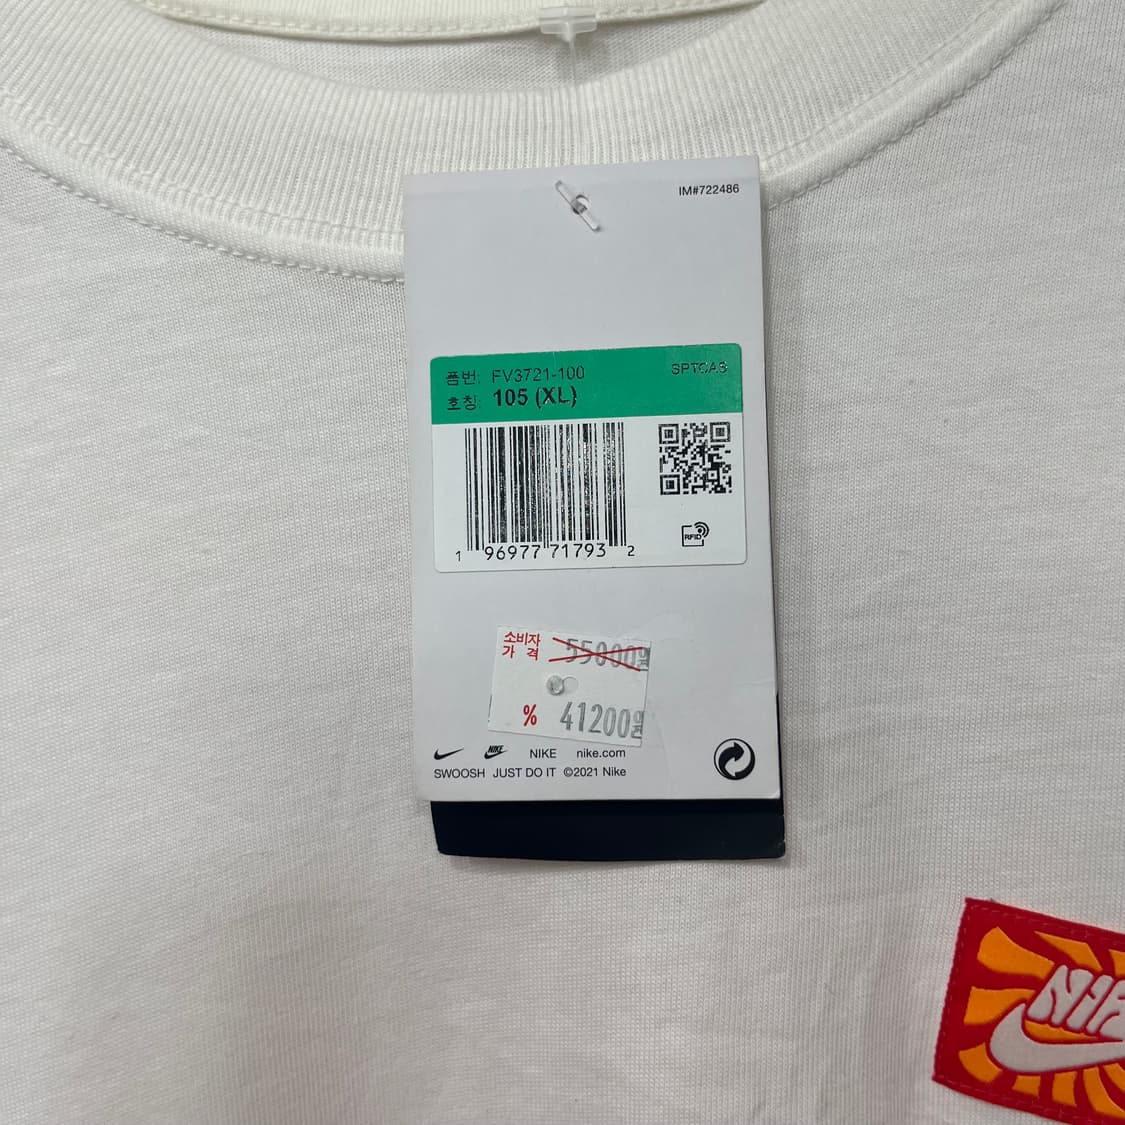 IM#722486
품번: FV3721-100 SPTCAS
호칭: 105 (XL)
RFID
1 96977 71793 2
소비자 55000원
가 격
% 41200원
NIKE NIKE nike.com
SWOOSH JUST DO IT ©2021 Nike
NIKE